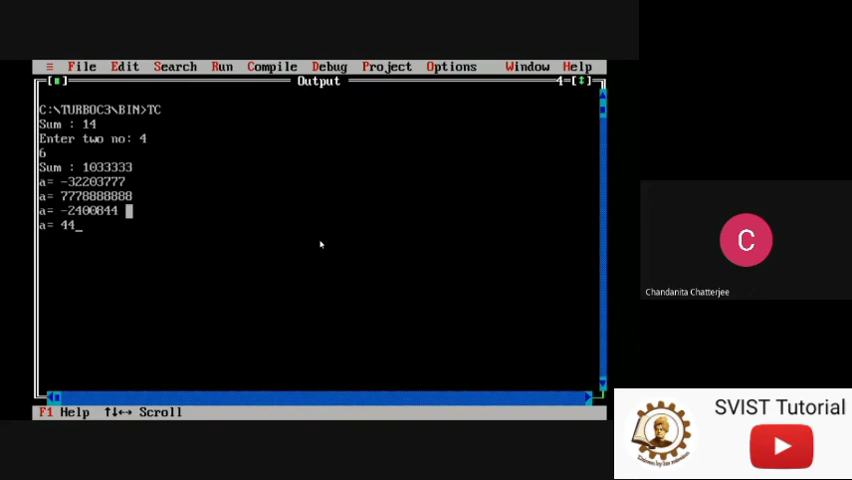 ≡ File Edit Search Run Compile Debug Project Options Window Help
[■] Output 4=[↕]
C:\TURBOC3\BIN>TC
Sum : 14
Enter two no: 4
6
Sum : 1033333
a= -32203777
a= 7778888888
a= -2400844
a= 44_
F1 Help ↑↓↔ Scroll
C
Chandanita Chatterjee
SVIST Tutorial